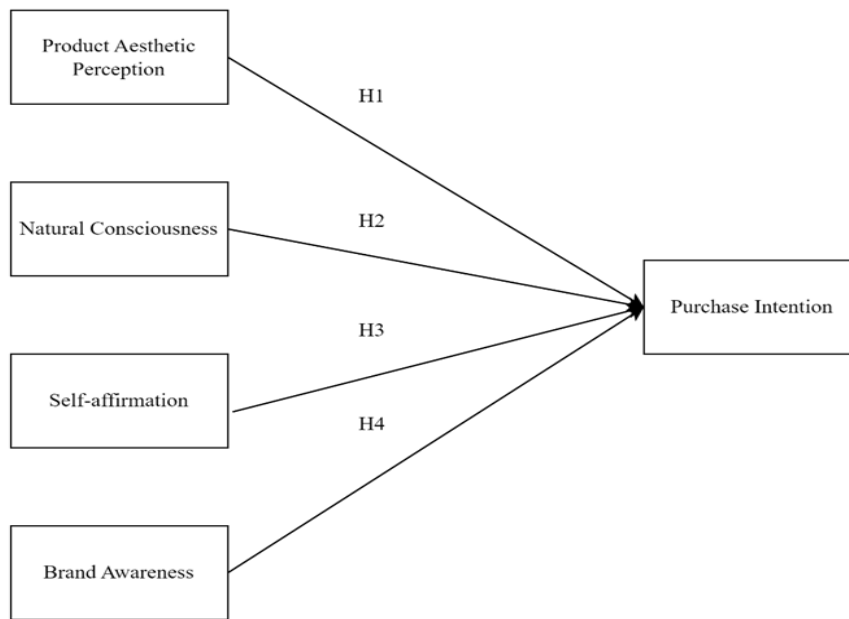 Product Aesthetic
Perception
H1
Natural Consciousness
H2
Purchase Intention
H3
Self-affirmation
H4
Brand Awareness